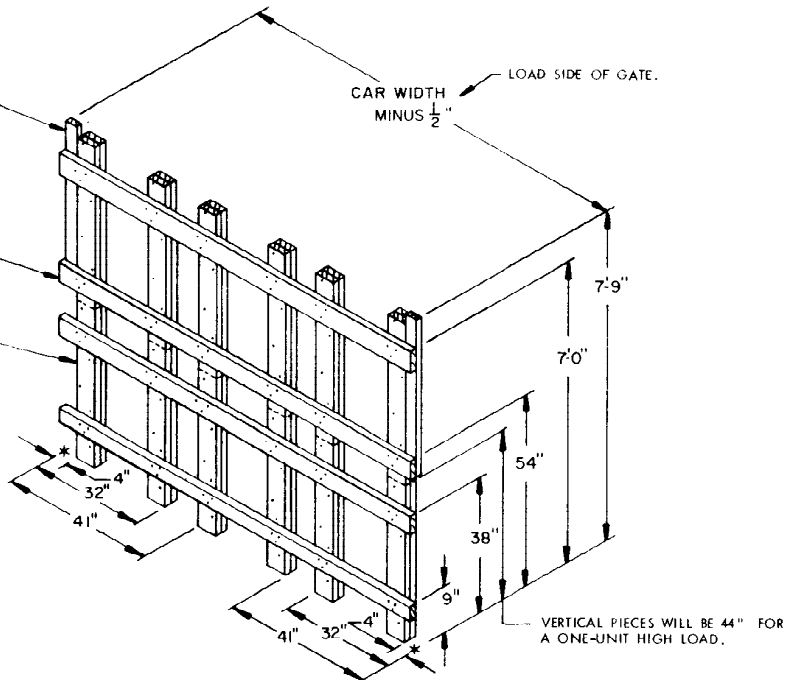 LOAD SIDE OF GATE.
CAR WIDTH
MINUS 1/2"
7'-9"
7'-0"
54"
38"
9"
*
4"
32"
41"
4"
32"
41"
*
VERTICAL PIECES WILL BE 44" FOR
A ONE-UNIT HIGH LOAD.